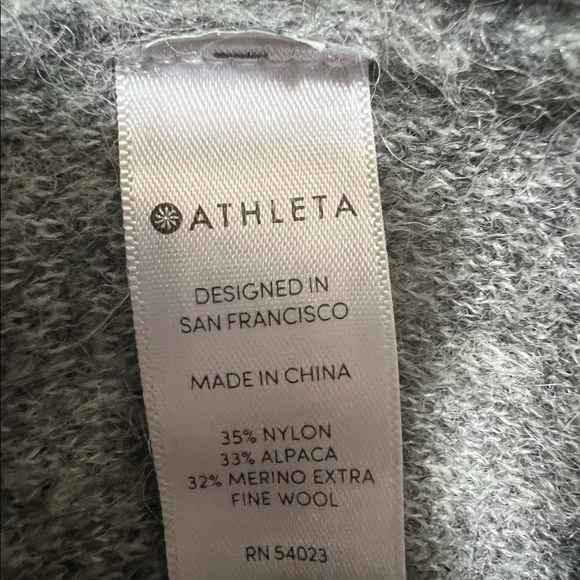 ATHLETA
DESIGNED IN
SAN FRANCISCO
MADE IN CHINA
35% NYLON
33% ALPACA
32% MERINO EXTRA
FINE WOOL
RN 54023